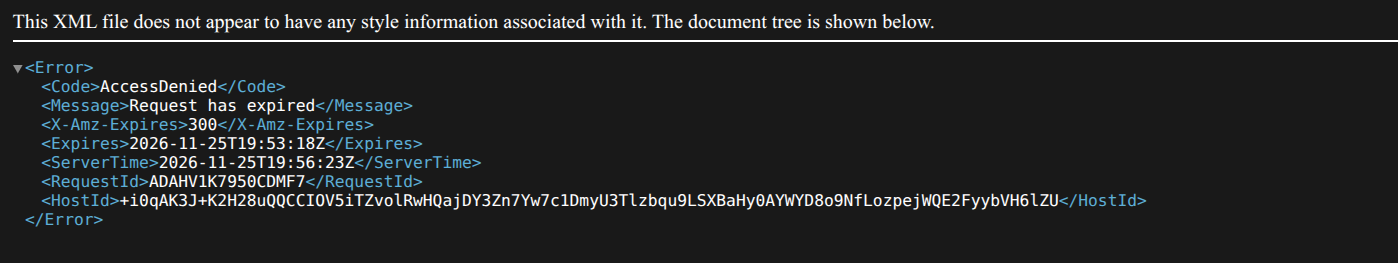 This XML file does not appear to have any style information associated with it. The document tree is shown below.
<Error>
<Code>AccessDenied</Code>
<Message>Request has expired</Message>
<X-Amz-Expires>300</X-Amz-Expires>
<Expires>2026-11-25T19:53:18Z</Expires>
<ServerTime>2026-11-25T19:56:23Z</ServerTime>
<RequestId>ADAHV1K7950CDMF7</RequestId>
<HostId>+i0qAK3J+K2H28uQQCCIOV5iTZvolRwHQajDY3Zn7Yw7c1DmyU3Tlzbqu9LSXBaHy0AYWYD8o9NfLozpejWQE2FyybVH6lZU</HostId>
</Error>